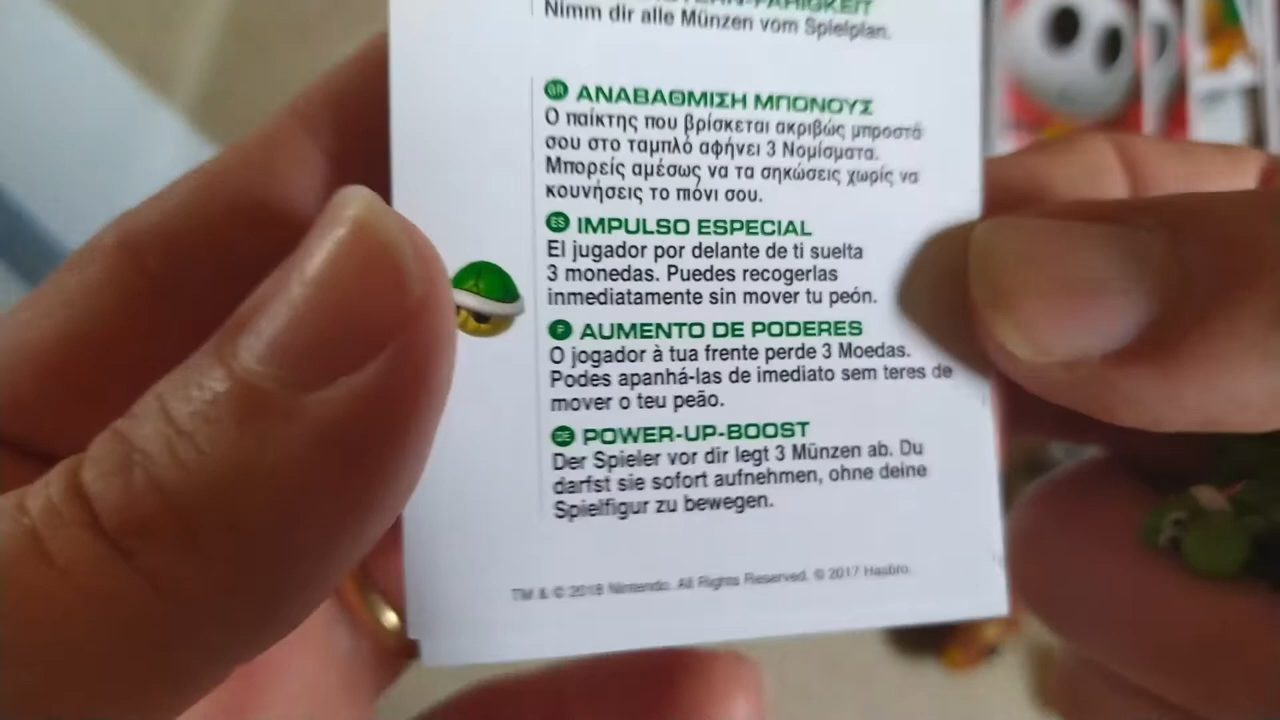 FÄHIGKEIT
Nimm dir alle Münzen vom Spielplan.
GR ΑΝΑΒΑΘΜΙΣΗ ΜΠΟΝΟΥΣ
Ο παίκτης που βρίσκεται ακριβώς μπροστά
σου στο ταμπλό αφήνει 3 Νομίσματα.
Μπορείς αμέσως να τα σηκώσεις χωρίς να
κουνήσεις το πιόνι σου.
ES IMPULSO ESPECIAL
El jugador por delante de ti suelta
3 monedas. Puedes recogerlas
inmediatamente sin mover tu peón.
P AUMENTO DE PODERES
O jogador à tua frente perde 3 Moedas.
Podes apanhá-las de imediato sem teres de
mover o teu peão.
DE POWER-UP-BOOST
Der Spieler vor dir legt 3 Münzen ab. Du
darfst sie sofort aufnehmen, ohne deine
Spielfigur zu bewegen.
TM & © 2018 Nintendo. All Rights Reserved. © 2017 Hasbro.